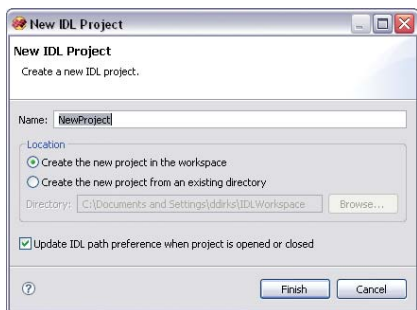 New IDL Project
New IDL Project
Create a new IDL project.
Name: NewProject
Location
Create the new project in the workspace
Create the new project from an existing directory
Directory: C:\Documents and Settings\ddirks\IDLWorkspace Browse...
Update IDL path preference when project is opened or closed
? Finish Cancel